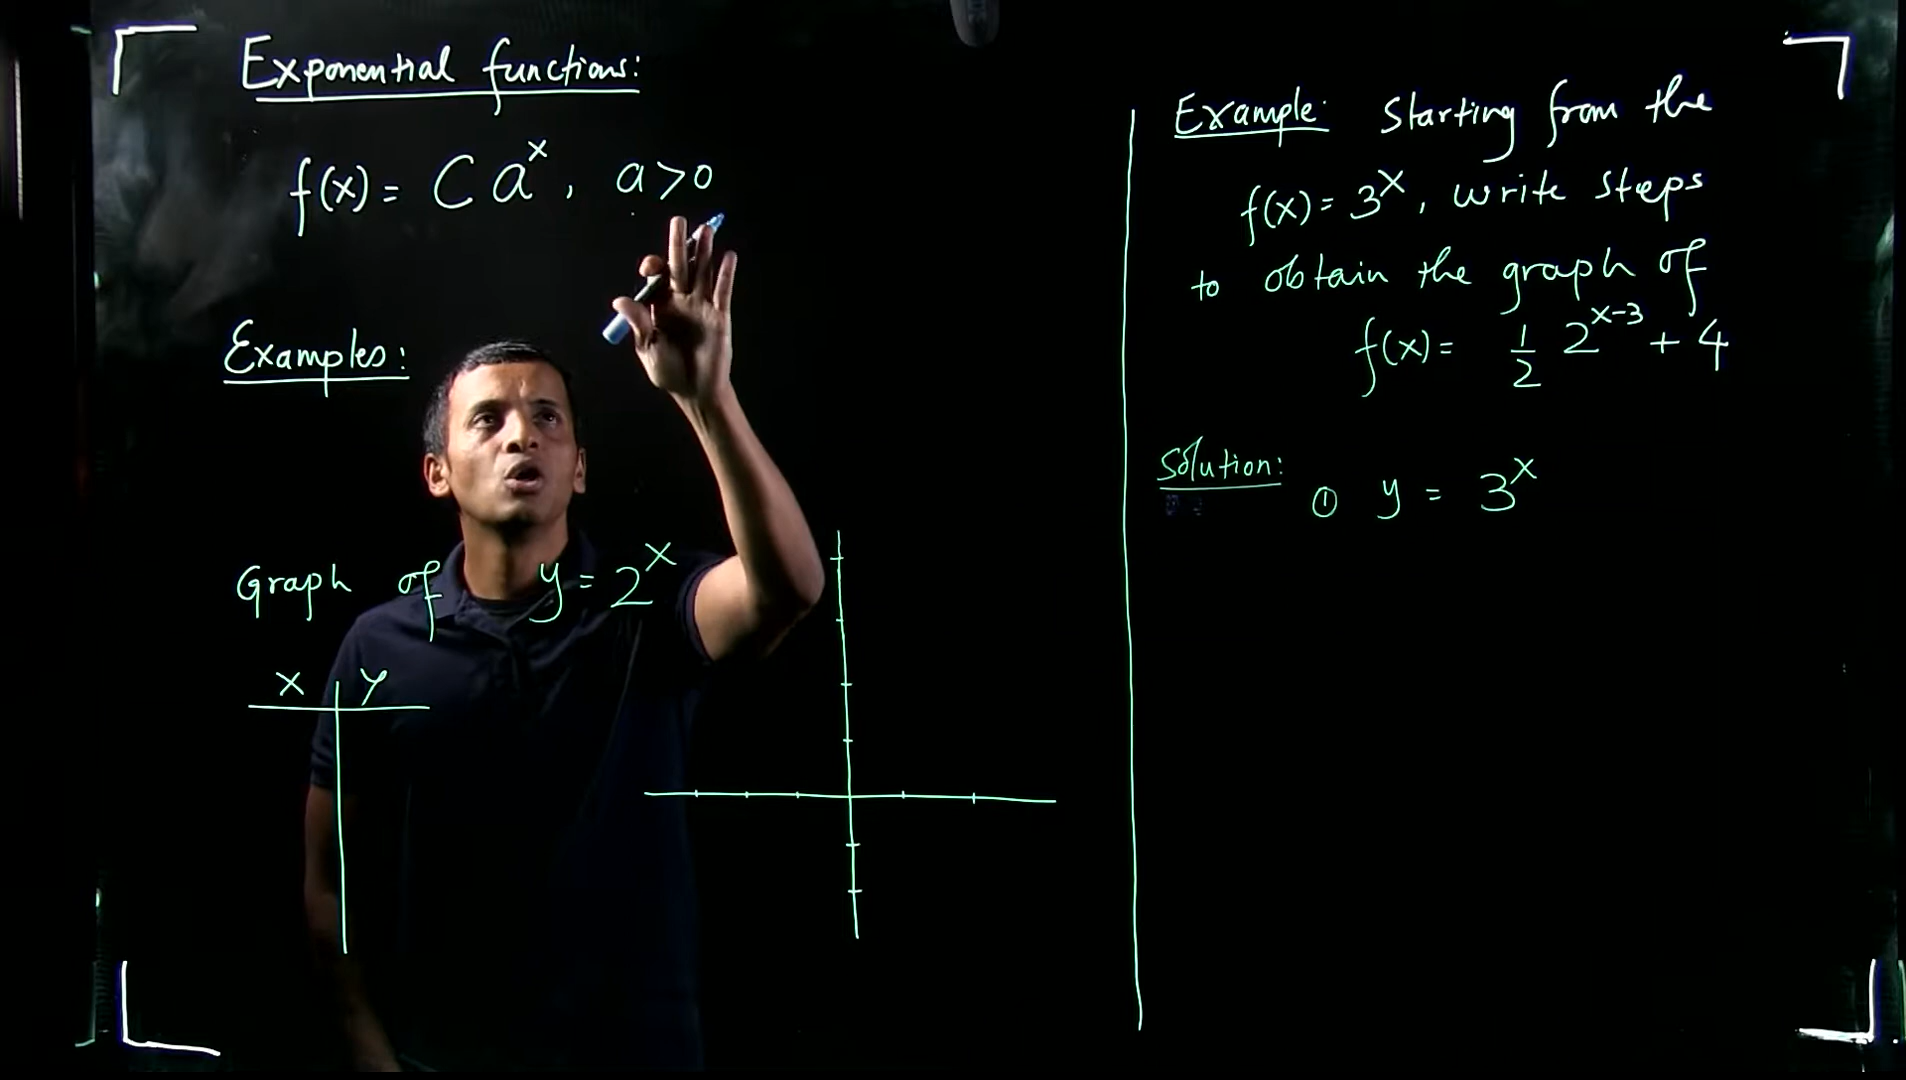 Exponential functions:
f(x) = C a^x, a>0
Examples:
Graph of y = 2^x
x y
Example: Starting from the
f(x) = 3^x, write steps
to obtain the graph of
f(x) = 1/2 2^(x-3) + 4
Solution: ① y = 3^x